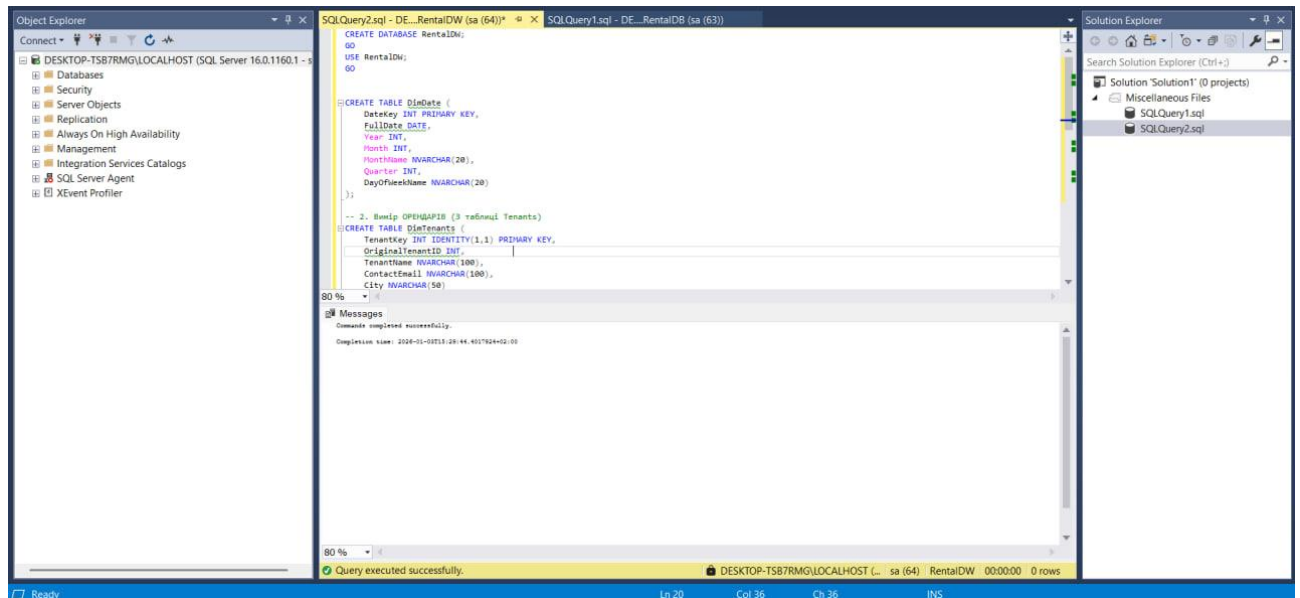 Object Explorer
Connect
DESKTOP-TSB7RMG\LOCALHOST (SQL Server 16.0.1160.1 - s
Databases
Security
Server Objects
Replication
Always On High Availability
Management
Integration Services Catalogs
SQL Server Agent
XEvent Profiler
SQLQuery2.sql - DE....RentalDW (sa (64))*
SQLQuery1.sql - DE....RentalDB (sa (63))
CREATE DATABASE RentalDW;
GO
USE RentalDW;
GO
CREATE TABLE DimDate (
DateKey INT PRIMARY KEY,
FullDate DATE,
Year INT,
Month INT,
MonthName NVARCHAR(20),
Quarter INT,
DayOfWeekName NVARCHAR(20)
);
-- 2. Вимір ОРЕНДАРІВ (З таблиці Tenants)
CREATE TABLE DimTenants (
TenantKey INT IDENTITY(1,1) PRIMARY KEY,
OriginalTenantID INT,
TenantName NVARCHAR(100),
ContactEmail NVARCHAR(100),
City NVARCHAR(50)
80 %
Messages
Commands completed successfully.
Completion time:
80 %
Query executed successfully.
DESKTOP-TSB7RMG\LOCALHOST (... sa (64) RentalDW 00:00:00 0 rows
Solution Explorer
Search Solution Explorer (Ctrl+;)
Solution 'Solution1' (0 projects)
Miscellaneous Files
SQLQuery1.sql
SQLQuery2.sql
Ready Ln 20 Col 36 Ch 36 INS